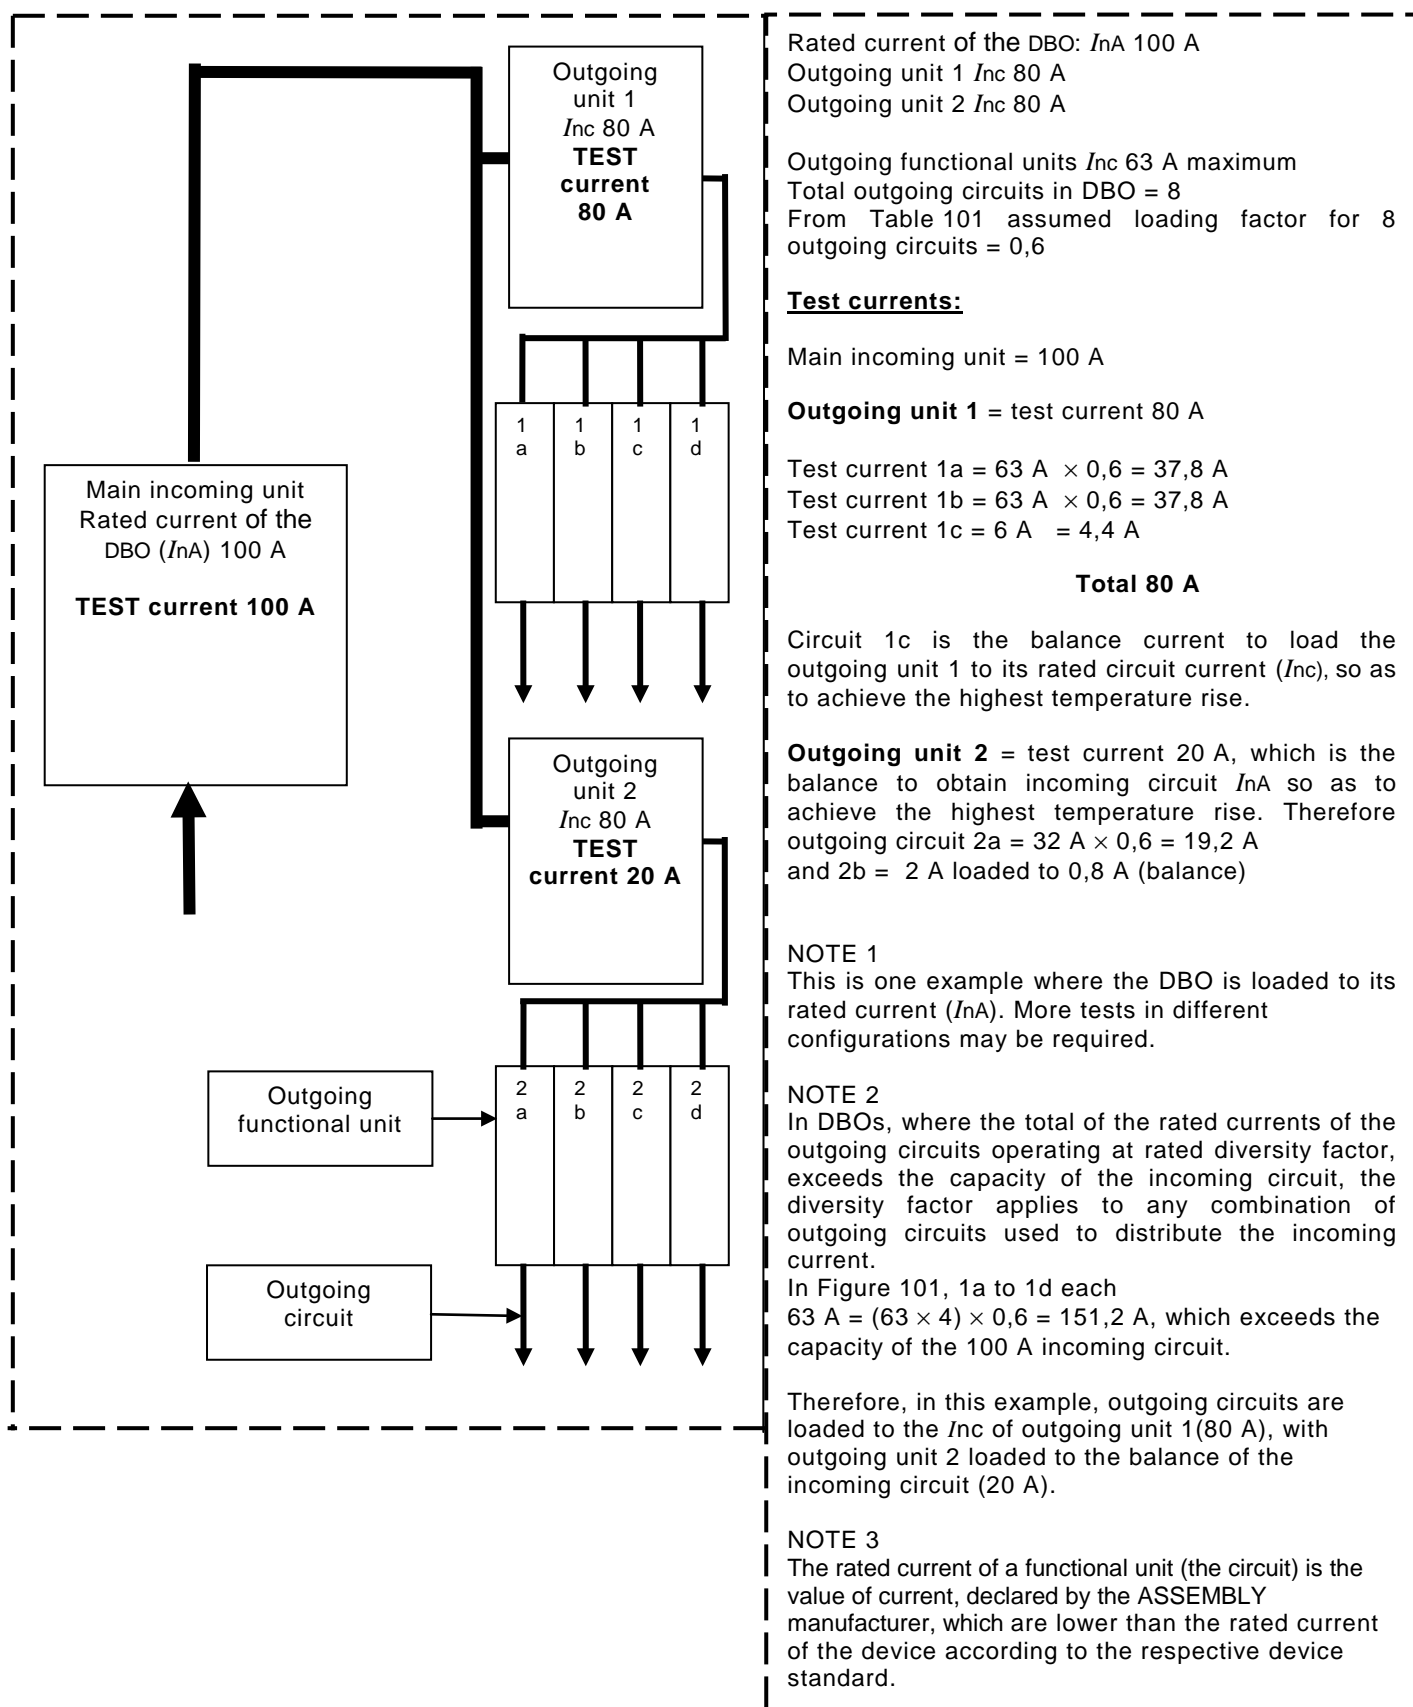 Outgoing
unit 1
Inc 80 A
TEST
current
80 A
1 a
1 b
1 c
1 d
Main incoming unit
Rated current of the
DBO (InA) 100 A
TEST current 100 A
Outgoing
unit 2
Inc 80 A
TEST
current 20 A
Outgoing
functional unit
2 a
2 b
2 c
2 d
Outgoing
circuit
Rated current of the DBO: InA 100 A
Outgoing unit 1 Inc 80 A
Outgoing unit 2 Inc 80 A
Outgoing functional units Inc 63 A maximum
Total outgoing circuits in DBO = 8
From Table 101 assumed loading factor for 8
outgoing circuits = 0,6
Test currents:
Main incoming unit = 100 A
Outgoing unit 1 = test current 80 A
Test current 1a = 63 A × 0,6 = 37,8 A
Test current 1b = 63 A × 0,6 = 37,8 A
Test current 1c = 6 A = 4,4 A
Total 80 A
Circuit 1c is the balance current to load the
outgoing unit 1 to its rated circuit current (Inc), so as
to achieve the highest temperature rise.
Outgoing unit 2 = test current 20 A, which is the
balance to obtain incoming circuit InA so as to
achieve the highest temperature rise. Therefore
outgoing circuit 2a = 32 A × 0,6 = 19,2 A
and 2b = 2 A loaded to 0,8 A (balance)
NOTE 1
This is one example where the DBO is loaded to its
rated current (InA). More tests in different
configurations may be required.
NOTE 2
In DBOs, where the total of the rated currents of the
outgoing circuits operating at rated diversity factor,
exceeds the capacity of the incoming circuit, the
diversity factor applies to any combination of
outgoing circuits used to distribute the incoming
current.
In Figure 101, 1a to 1d each
63 A = (63 × 4) × 0,6 = 151,2 A, which exceeds the
capacity of the 100 A incoming circuit.
Therefore, in this example, outgoing circuits are
loaded to the Inc of outgoing unit 1(80 A), with
outgoing unit 2 loaded to the balance of the
incoming circuit (20 A).
NOTE 3
The rated current of a functional unit (the circuit) is the
value of current, declared by the ASSEMBLY
manufacturer, which are lower than the rated current
of the device according to the respective device
standard.